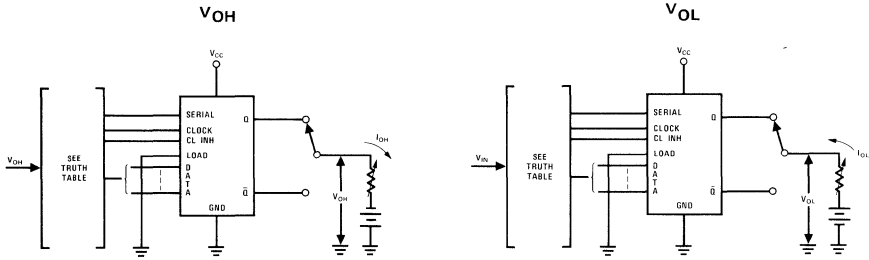 VOH
VCC
VOH
SEE
TRUTH
TABLE
SERIAL
CLOCK
CL INH
LOAD
D
A
T
A
Q
Q̅
GND
IOH
VOH
VOL
VCC
VIN
SEE
TRUTH
TABLE
SERIAL
CLOCK
CL INH
LOAD
D
A
T
A
Q
Q̅
GND
IOL
VOL